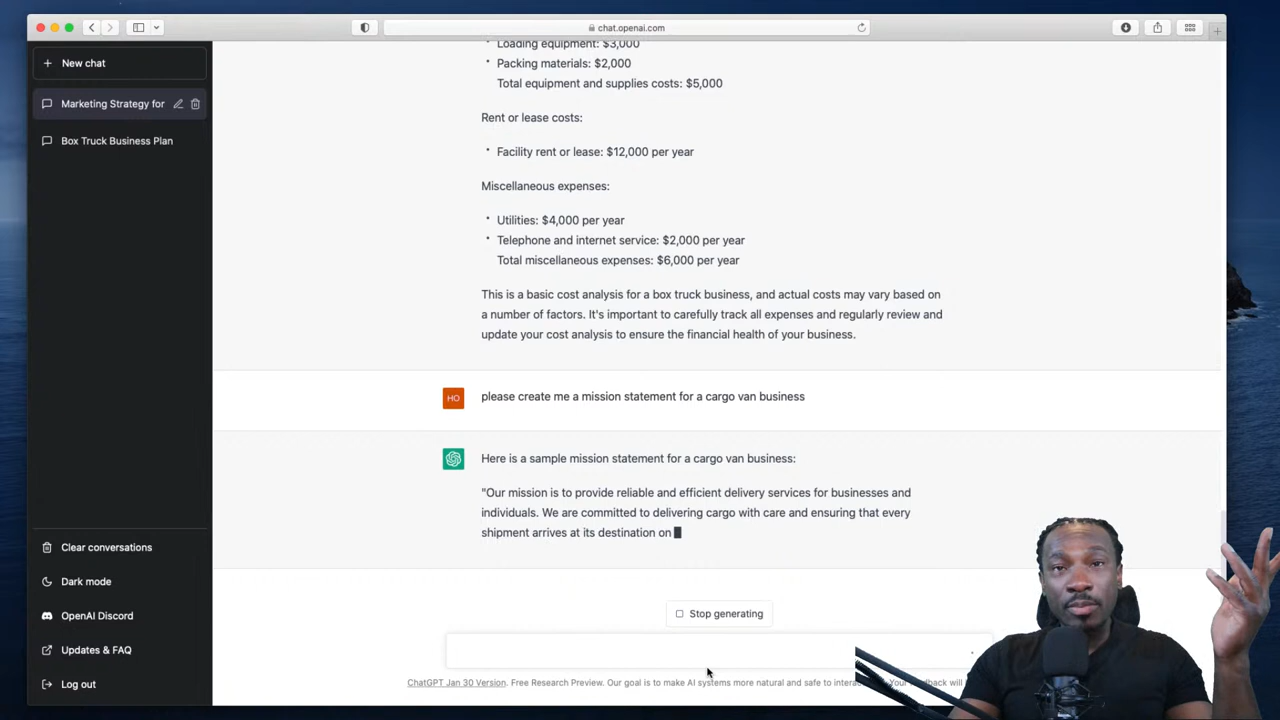 chat.openai.com
New chat
Marketing Strategy for
Box Truck Business Plan
Clear conversations
Dark mode
OpenAI Discord
Updates & FAQ
Log out
Loading equipment: $3,000
Packing materials: $2,000
Total equipment and supplies costs: $5,000
Rent or lease costs:
Facility rent or lease: $12,000 per year
Miscellaneous expenses:
Utilities: $4,000 per year
Telephone and internet service: $2,000 per year
Total miscellaneous expenses: $6,000 per year
This is a basic cost analysis for a box truck business, and actual costs may vary based on
a number of factors. It's important to carefully track all expenses and regularly review and
update your cost analysis to ensure the financial health of your business.
HO
please create me a mission statement for a cargo van business
Here is a sample mission statement for a cargo van business:
"Our mission is to provide reliable and efficient delivery services for businesses and
individuals. We are committed to delivering cargo with care and ensuring that every
shipment arrives at its destination on
Stop generating
ChatGPT Jan 30 Version. Free Research Preview. Our goal is to make AI systems more natural and safe to Your feedback will